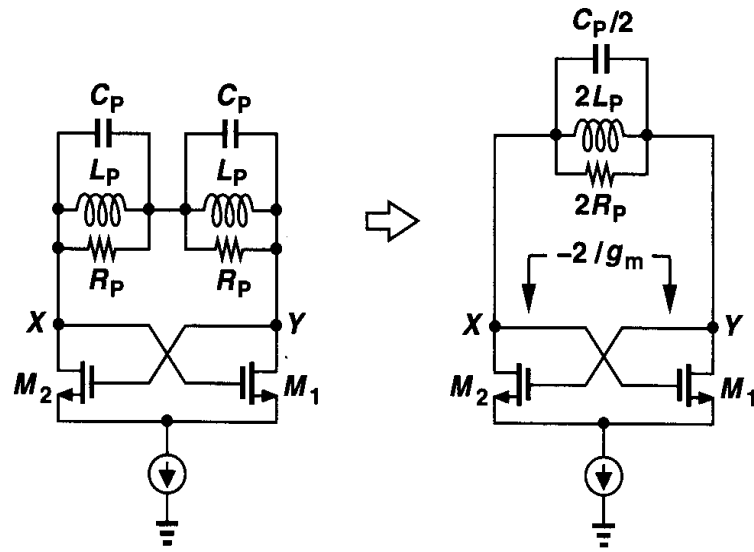 C_P C_P
L_P L_P
R_P R_P
X Y
M_2 M_1
C_P/2
2L_P
2R_P
-2/g_m
X Y
M_2 M_1